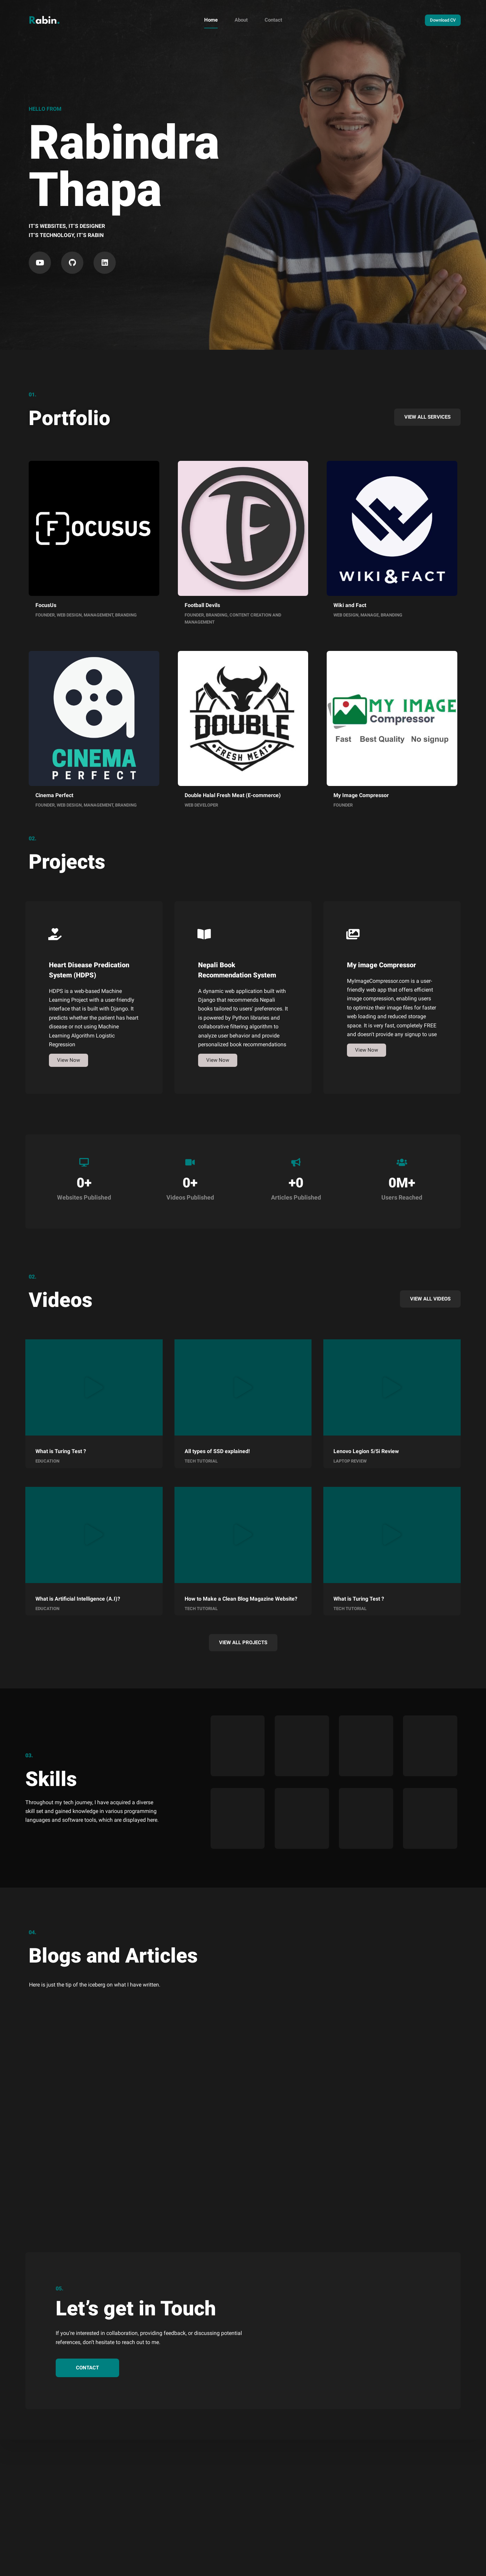 Rabin.
Home
About
Contact
Download CV
HELLO FROM
Rabindra
Thapa
IT'S WEBSITES, IT'S DESIGNER
IT'S TECHNOLOGY, IT'S RABIN
01.
Portfolio
VIEW ALL SERVICES
FOCUSUS
FocusUs
FOUNDER, WEB DESIGN, MANAGEMENT, BRANDING
Football Devils
FOUNDER, BRANDING, CONTENT CREATION AND
MANAGEMENT
WIKI & FACT
Wiki and Fact
WEB DESIGN, MANAGE, BRANDING
CINEMA
PERFECT
Cinema Perfect
FOUNDER, WEB DESIGN, MANAGEMENT, BRANDING
DOUBLE
FRESH MEAT
Double Halal Fresh Meat (E-commerce)
WEB DEVELOPER
MY IMAGE
Compressor
Fast Best Quality No signup
My Image Compressor
FOUNDER
02.
Projects
Heart Disease Predication
System (HDPS)
HDPS is a web-based Machine
Learning Project with a user-friendly
interface that is built with Django. It
predicts whether the patient has heart
disease or not using Machine
Learning Algorithm Logistic
Regression
View Now
Nepali Book
Recommendation System
A dynamic web application built with
Django that recommends Nepali
books tailored to users' preferences. It
is powered by Python libraries and
collaborative filtering algorithm to
analyze user behavior and provide
personalized book recommendations
View Now
My image Compressor
MyImageCompressor.com is a user-
friendly web app that offers efficient
image compression, enabling users
to optimize their image files for faster
web loading and reduced storage
space. It is very fast, completely FREE
and doesn't provide any signup to use
View Now
0+
Websites Published
0+
Videos Published
+0
Articles Published
0M+
Users Reached
02.
Videos
VIEW ALL VIDEOS
What is Turing Test ?
EDUCATION
All types of SSD explained!
TECH TUTORIAL
Lenovo Legion 5/5i Review
LAPTOP REVIEW
What is Artificial Intelligence (A.I)?
EDUCATION
How to Make a Clean Blog Magazine Website?
TECH TUTORIAL
What is Turing Test ?
TECH TUTORIAL
VIEW ALL PROJECTS
03.
Skills
Throughout my tech journey, I have acquired a diverse
skill set and gained knowledge in various programming
languages and software tools, which are displayed here.
04.
Blogs and Articles
Here is just the tip of the iceberg on what I have written.
05.
Let's get in Touch
If you're interested in collaboration, providing feedback, or discussing potential
references, don't hesitate to reach out to me.
CONTACT